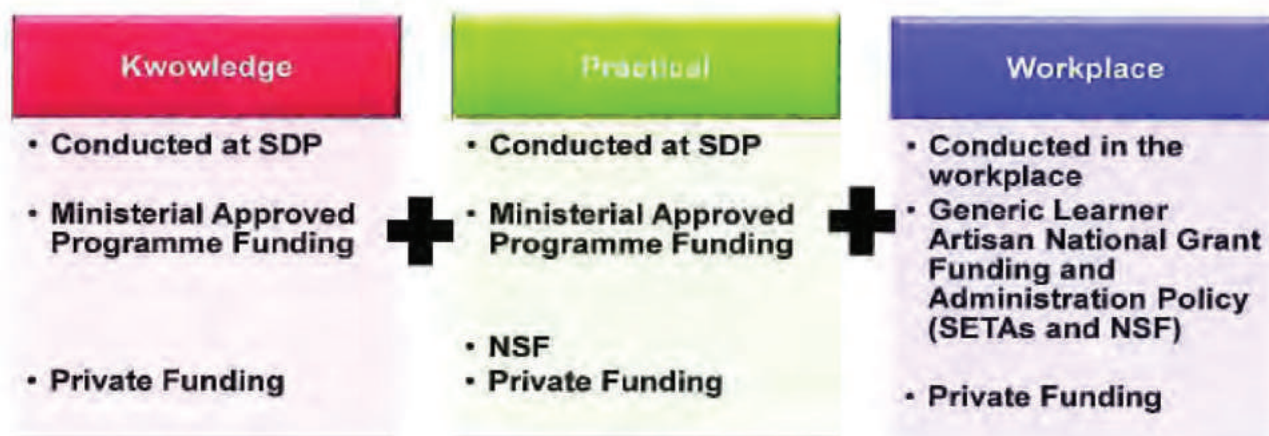 Kwowledge
• Conducted at SDP
• Ministerial Approved
Programme Funding
• Private Funding
Practical
• Conducted at SDP
• Ministerial Approved
Programme Funding
• NSF
• Private Funding
Workplace
• Conducted in the
workplace
• Generic Learner
Artisan National Grant
Funding and
Administration Policy
(SETAs and NSF)
• Private Funding